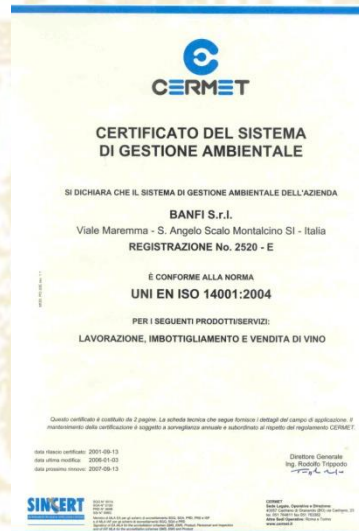 CERMET
CERTIFICATO DEL SISTEMA
DI GESTIONE AMBIENTALE
SI DICHIARA CHE IL SISTEMA DI GESTIONE AMBIENTALE DELL'AZIENDA
BANFI S.r.l.
Viale Maremma - S. Angelo Scalo Montalcino SI - Italia
REGISTRAZIONE No. 2520 - E
È CONFORME ALLA NORMA
UNI EN ISO 14001:2004
PER I SEGUENTI PRODOTTI/SERVIZI:
LAVORAZIONE, IMBOTTIGLIAMENTO E VENDITA DI VINO
Questo certificato è costituito da 2 pagine. La scheda tecnica che segue fornisce i dettagli del campo di applicazione. Il
mantenimento della certificazione è soggetto a sorveglianza annuale e subordinato al rispetto del regolamento CERMET.
data rilascio certificato: 2001-09-13
data ultima modifica: 2006-01-03
data prossimo rinnovo: 2007-09-13
Direttore Generale
Ing. Rodolfo Trippodo
SINCERT
CERMET